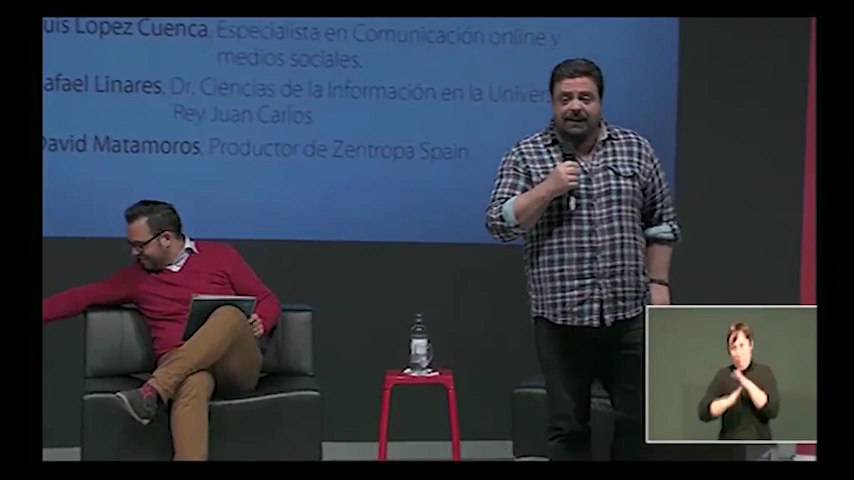 uis Lopez Cuenca, Especialista en Comunicación online y
medios sociales.
afael Linares, Dr. Ciencias de la Información en la Univer
Rey Juan Carlos
David Matamoros, Productor de Zentropa Spain